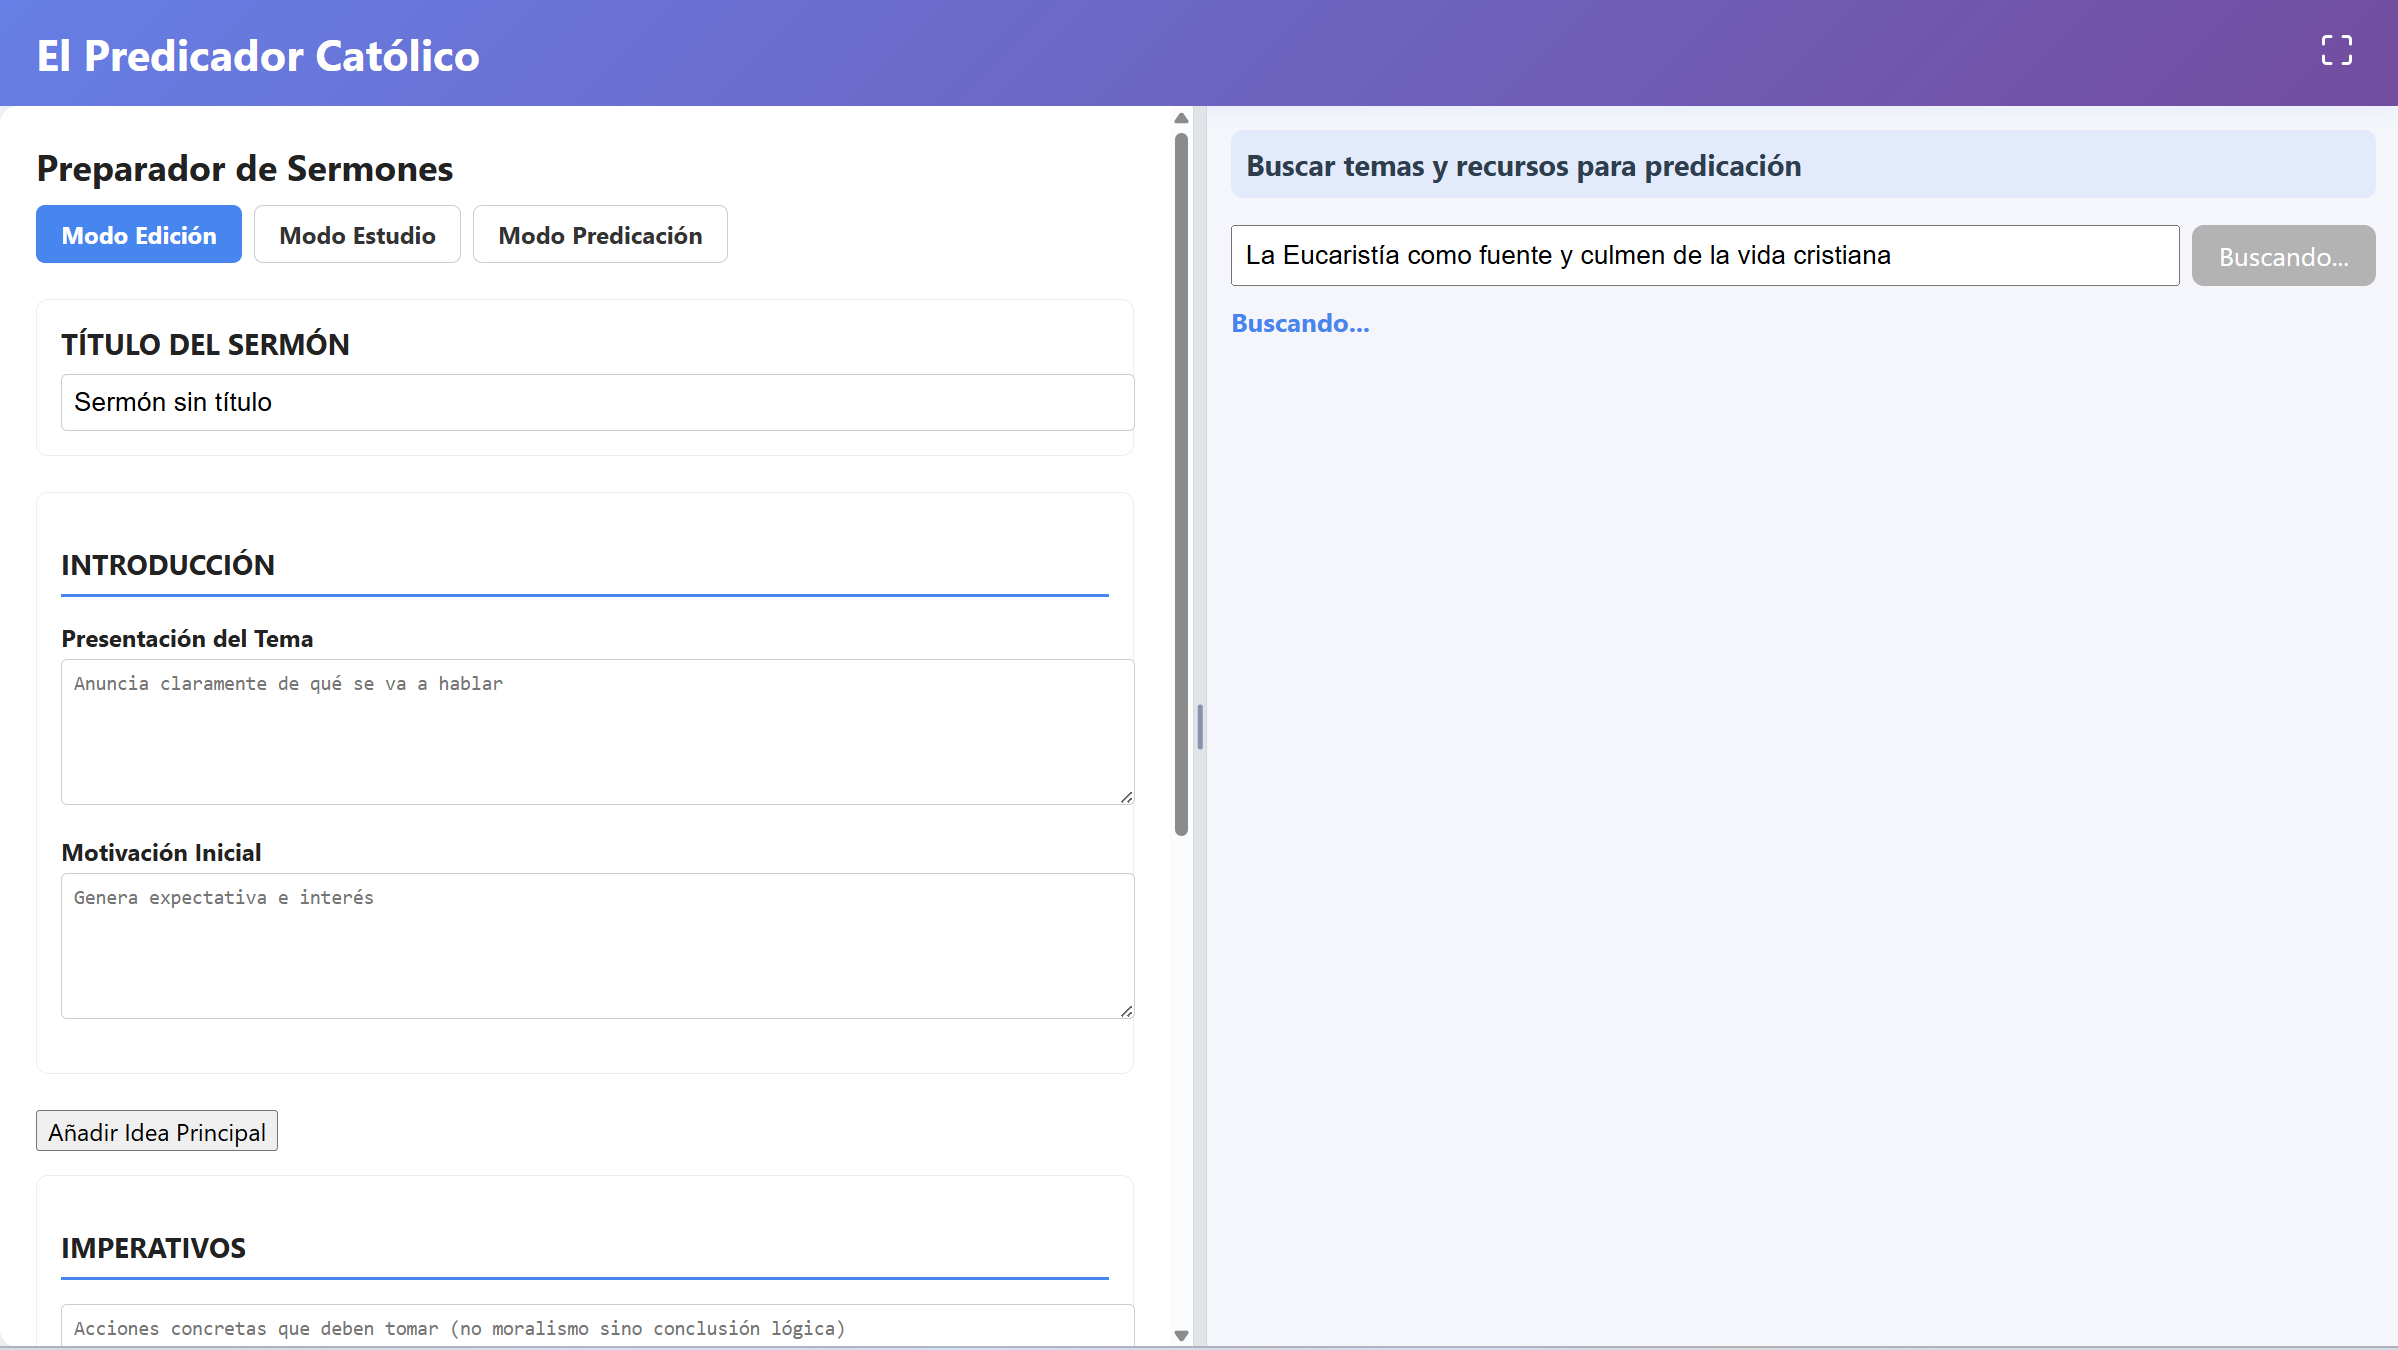 El Predicador Católico
Preparador de Sermones
Modo Edición
Modo Estudio
Modo Predicación
TÍTULO DEL SERMÓN
Sermón sin título
INTRODUCCIÓN
Presentación del Tema
Anuncia claramente de qué se va a hablar
Motivación Inicial
Genera expectativa e interés
Añadir Idea Principal
IMPERATIVOS
Acciones concretas que deben tomar (no moralismo sino conclusión lógica)
Buscar temas y recursos para predicación
La Eucaristía como fuente y culmen de la vida cristiana
Buscando...
Buscando...